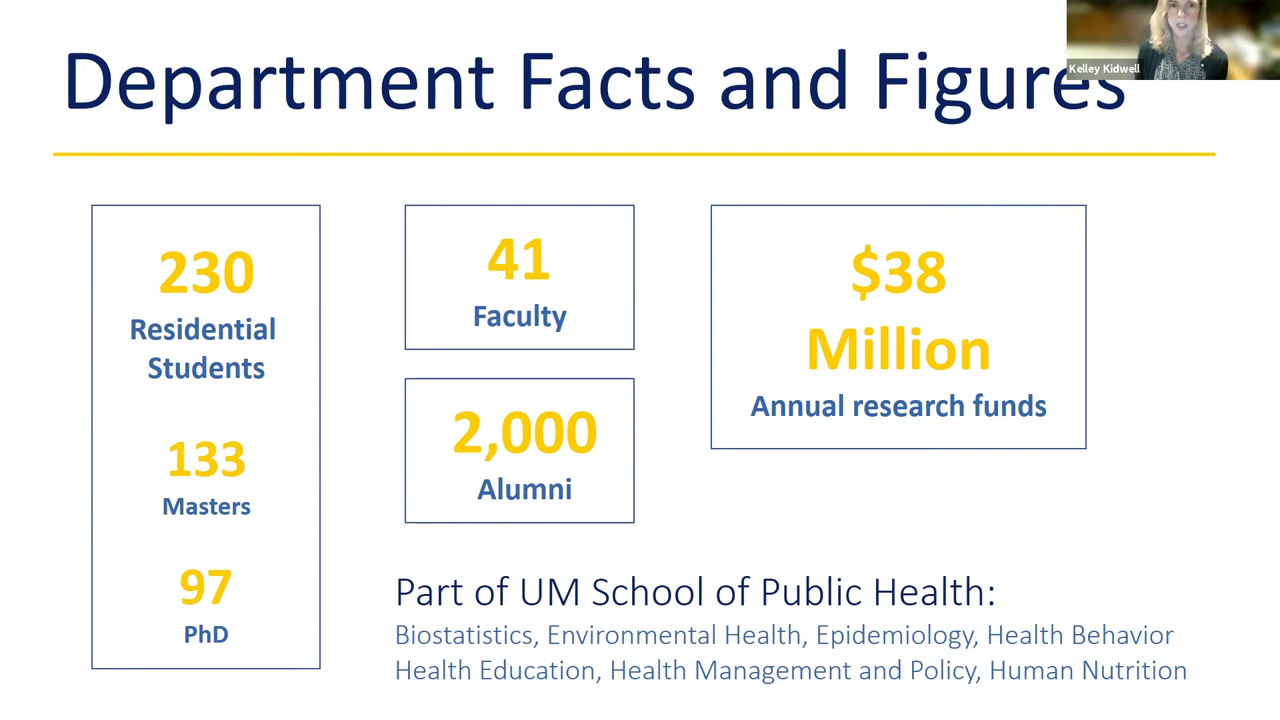 Department Facts and Figures
Kelley Kidwell
230
Residential
Students
133
Masters
97
PhD
41
Faculty
2,000
Alumni
$38
Million
Annual research funds
Part of UM School of Public Health:
Biostatistics, Environmental Health, Epidemiology, Health Behavior
Health Education, Health Management and Policy, Human Nutrition